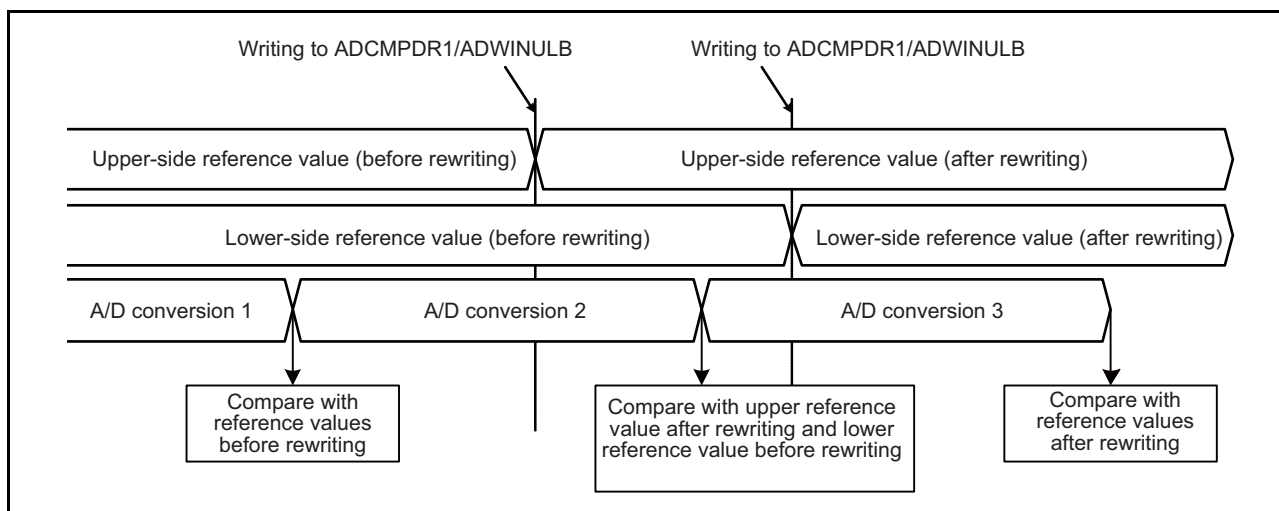 Writing to ADCMPDR1/ADWINULB
Writing to ADCMPDR1/ADWINULB
Upper-side reference value (before rewriting)
Upper-side reference value (after rewriting)
Lower-side reference value (before rewriting)
Lower-side reference value (after rewriting)
A/D conversion 1
A/D conversion 2
A/D conversion 3
Compare with
reference values
before rewriting
Compare with upper reference
value after rewriting and lower
reference value before rewriting
Compare with
reference values
after rewriting